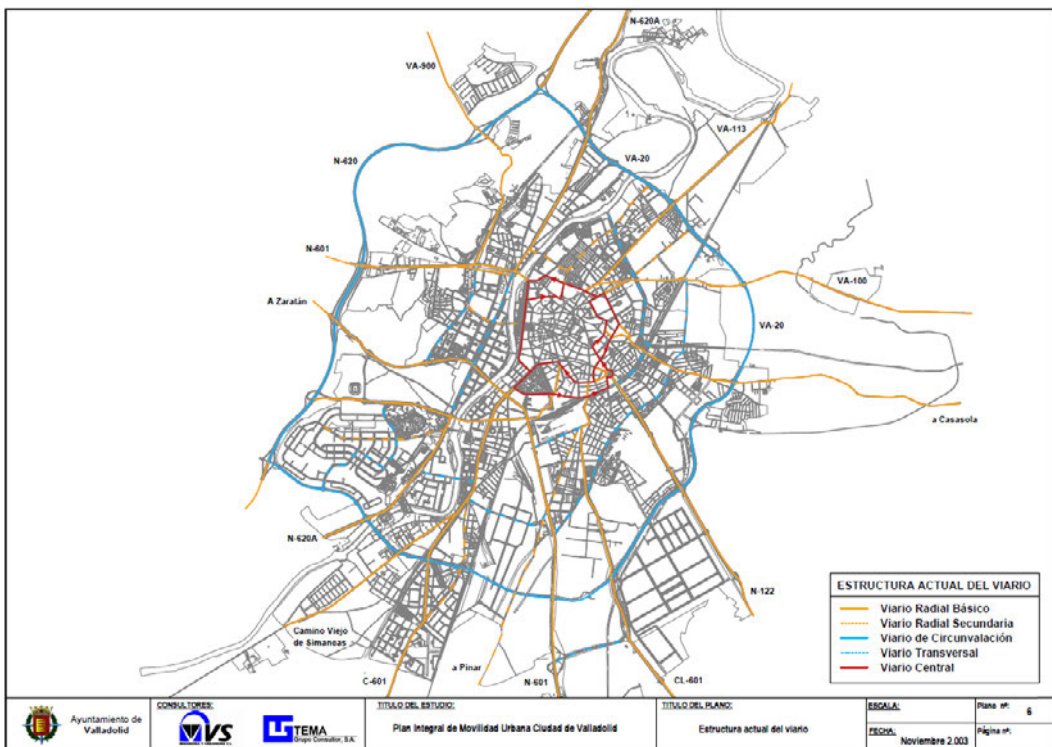 N-620A
VA-900
VA-113
N-620
VA-20
N-601
VA-100
A Zaratán
VA-20
a Casasola
N-620A
N-122
Camino Viejo
de Simancas
a Pinar
C-601
N-601
CL-601
ESTRUCTURA ACTUAL DEL VIARIO
Viario Radial Básico
Viario Radial Secundaria
Viario de Circunvalación
Viario Transversal
Viario Central
Ayuntamiento de
Valladolid
CONSULTORES:
VS
TEMA
Grupo Consultor, S.A.
TITULO DEL ESTUDIO:
Plan Integral de Movilidad Urbana Ciudad de Valladolid
TITULO DEL PLANO:
Estructura actual del viario
ESCALA:
FECHA:
Noviembre 2.003
Plano nº: 6
Página nº: